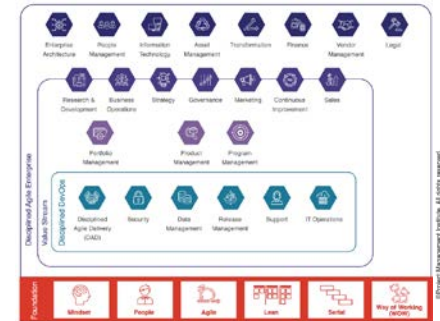 Enterprise
Architecture
People
Management
Information
Technology
Asset
Management
Transformation
Finance
Vendor
Management
Legal
Research &
Development
Business
Operations
Strategy
Governance
Marketing
Continuous
Improvement
Sales
Portfolio
Management
Product
Management
Program
Management
Disciplined
Agile Delivery
(DAD)
Security
Data
Management
Release
Management
Support
IT Operations
Disciplined Agile Enterprise
Value Stream
Disciplined DevOps
Foundation
Mindset
People
Agile
Lean
Serial
Way of Working
(WOW)
©Project Management Institute. All rights reserved